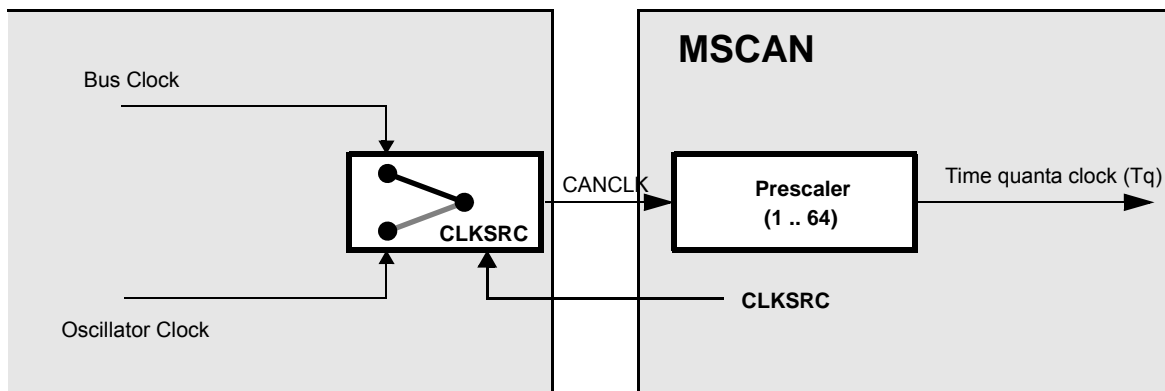 MSCAN
Bus Clock
CANCLK
Prescaler
(1 .. 64)
Time quanta clock (Tq)
CLKSRC
CLKSRC
Oscillator Clock